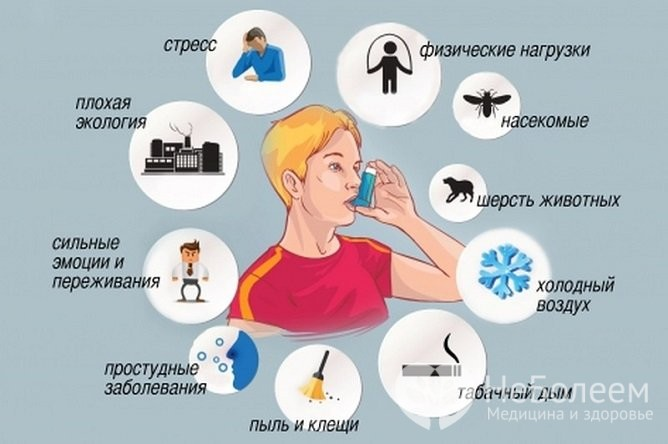 стресс
физические нагрузки
плохая
экология
насекомые
шерсть животных
сильные
эмоции и
переживания
холодный
воздух
простудные
заболевания
табачный дым
пыль и клещи
НеБолеем
Медицина и здоровье